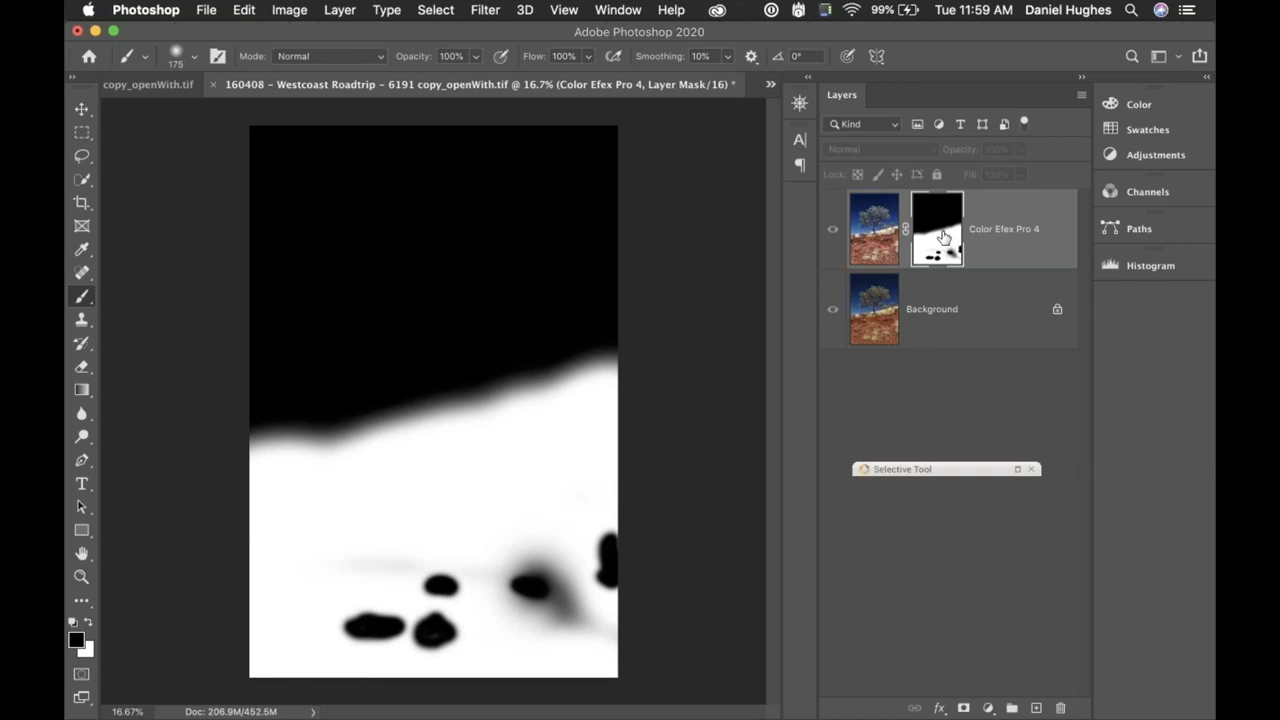 Photoshop File Edit Image Layer Type Select Filter 3D View Window Help 99% Tue 11:59 AM Daniel Hughes
Adobe Photoshop 2020
175 Mode: Normal Opacity: 100% Flow: 100% Smoothing: 10% 0°
copy_openWith.tif × 160408 – Westcoast Roadtrip – 6191 copy_openWith.tif @ 16.7% (Color Efex Pro 4, Layer Mask/16) *
Layers
Kind
Normal Opacity: 100%
Lock: Fill: 100%
Color Efex Pro 4
Background
Selective Tool
Color
Swatches
Adjustments
Channels
Paths
Histogram
16.67% Doc: 206.9M/452.5M